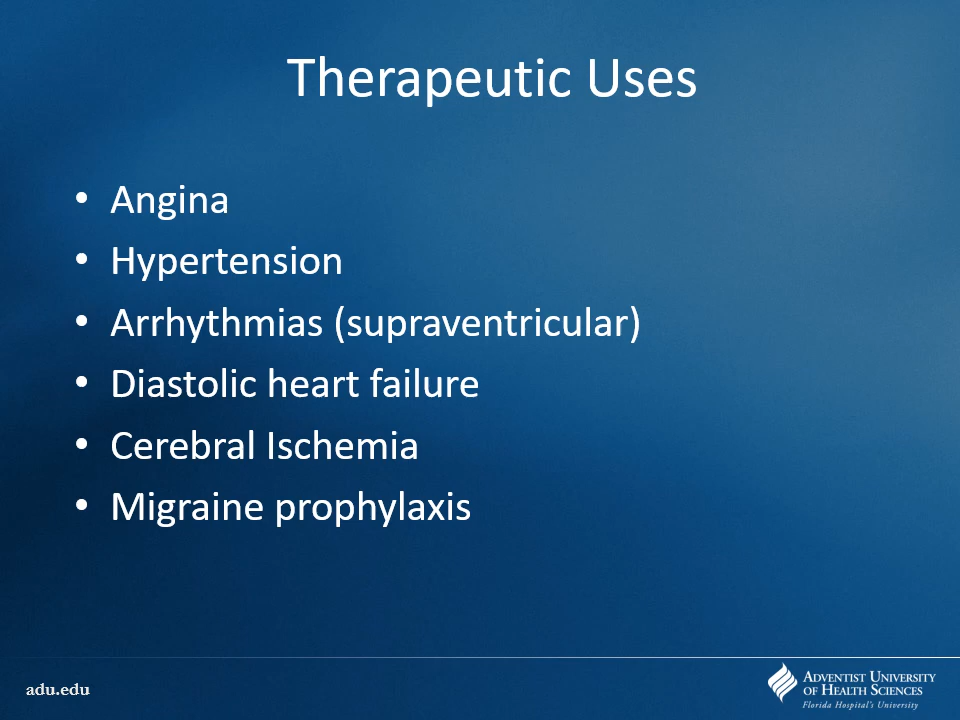 Therapeutic Uses
• Angina
• Hypertension
• Arrhythmias (supraventricular)
• Diastolic heart failure
• Cerebral Ischemia
• Migraine prophylaxis
adu.edu
ADVENTIST UNIVERSITY
OF HEALTH SCIENCES
Florida Hospital's University